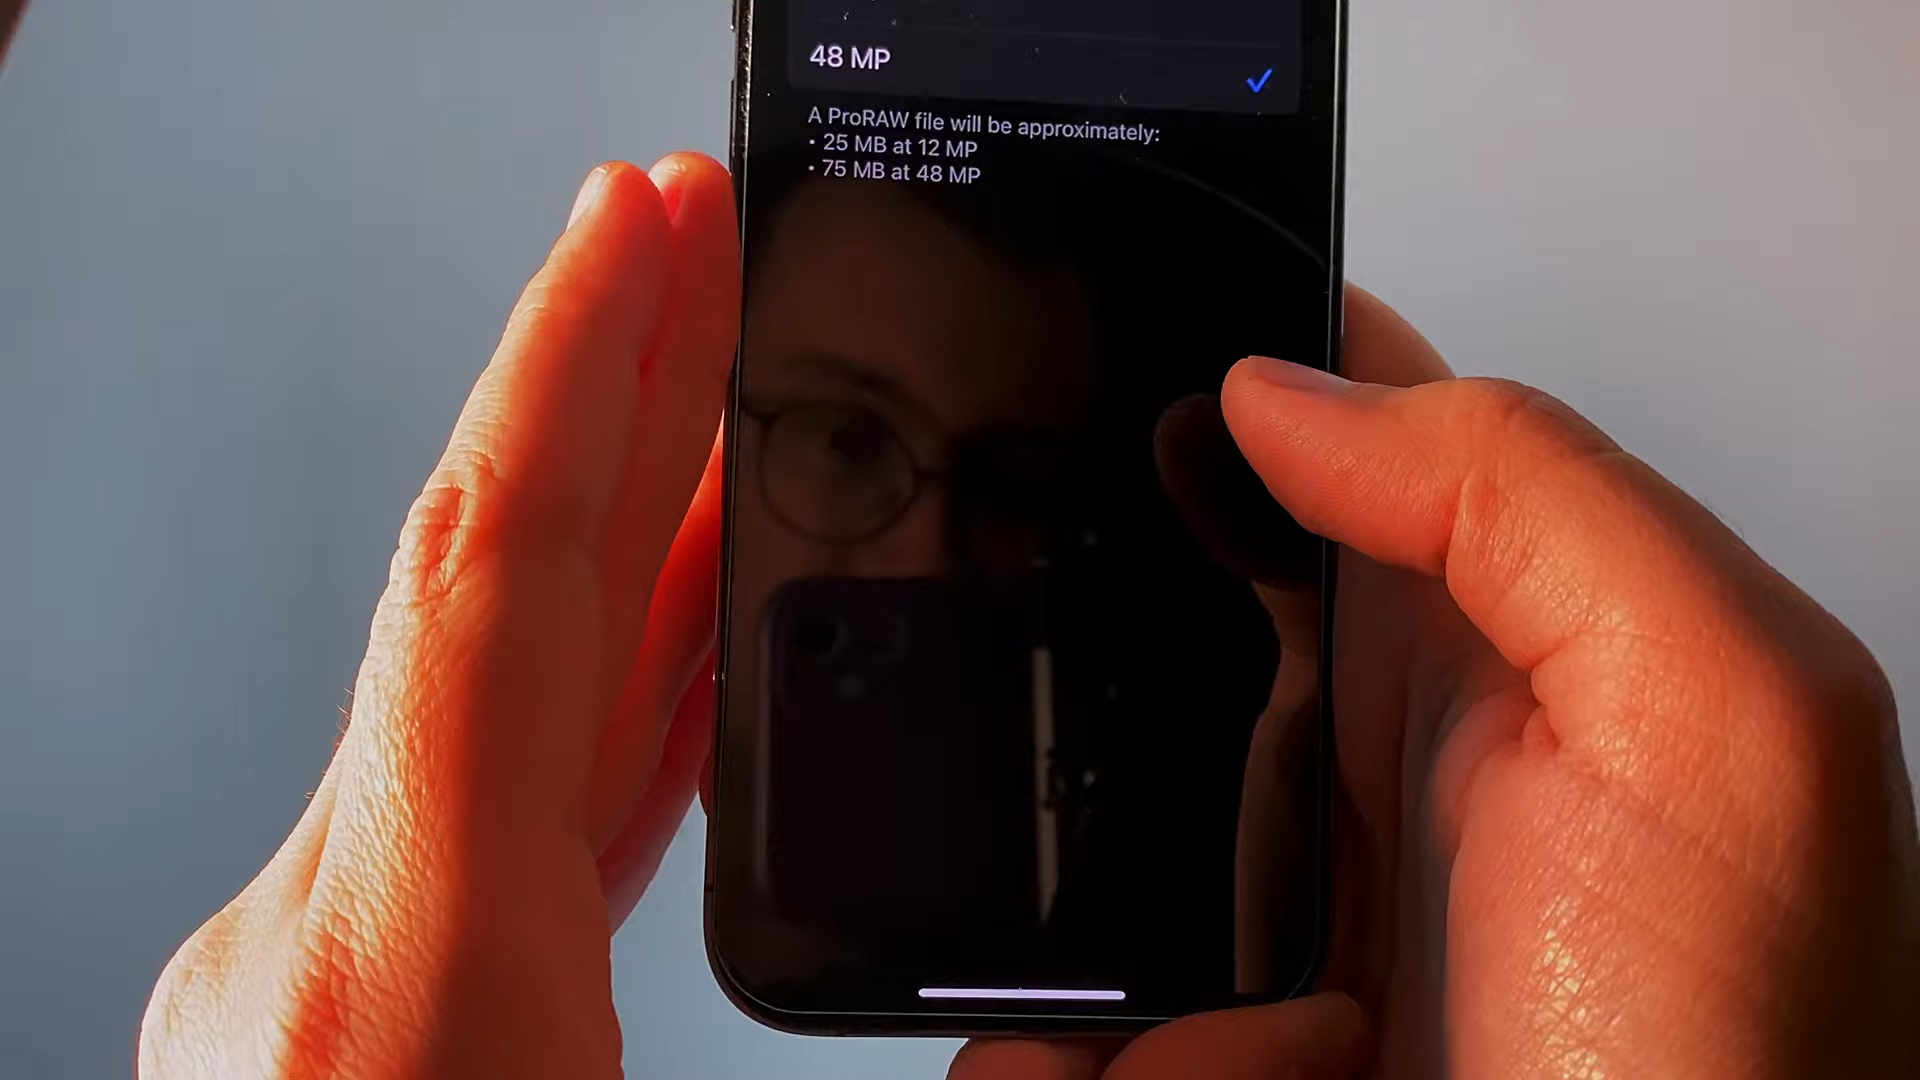 48 MP
A ProRAW file will be approximately:
• 25 MB at 12 MP
• 75 MB at 48 MP